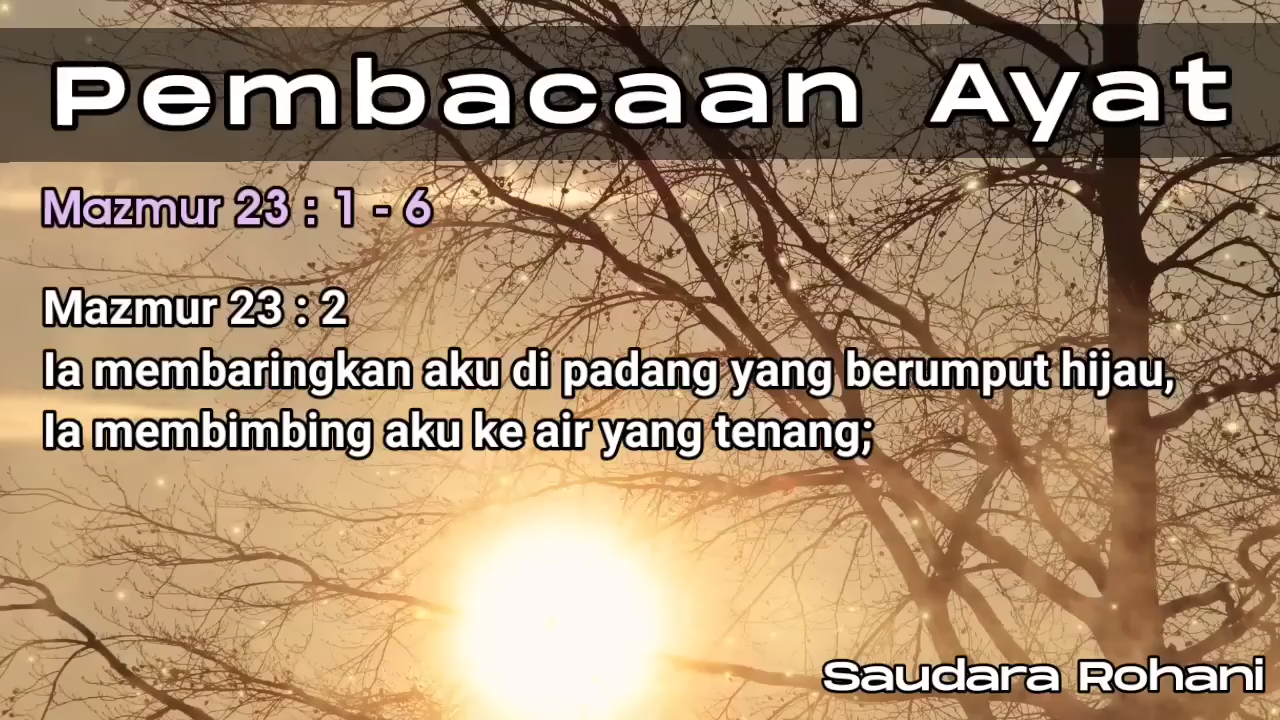 Pembacaan Ayat
Mazmur 23 : 1 - 6
Mazmur 23 : 2
Ia membaringkan aku di padang yang berumput hijau,
Ia membimbing aku ke air yang tenang;
Saudara Rohani